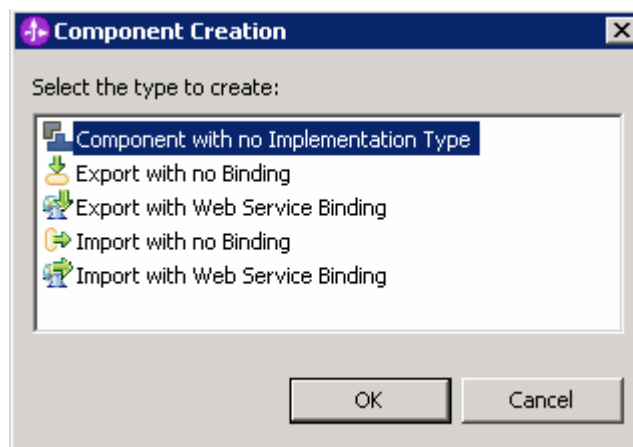 Component Creation
Select the type to create:
Component with no Implementation Type
Export with no Binding
Export with Web Service Binding
Import with no Binding
Import with Web Service Binding
OK Cancel